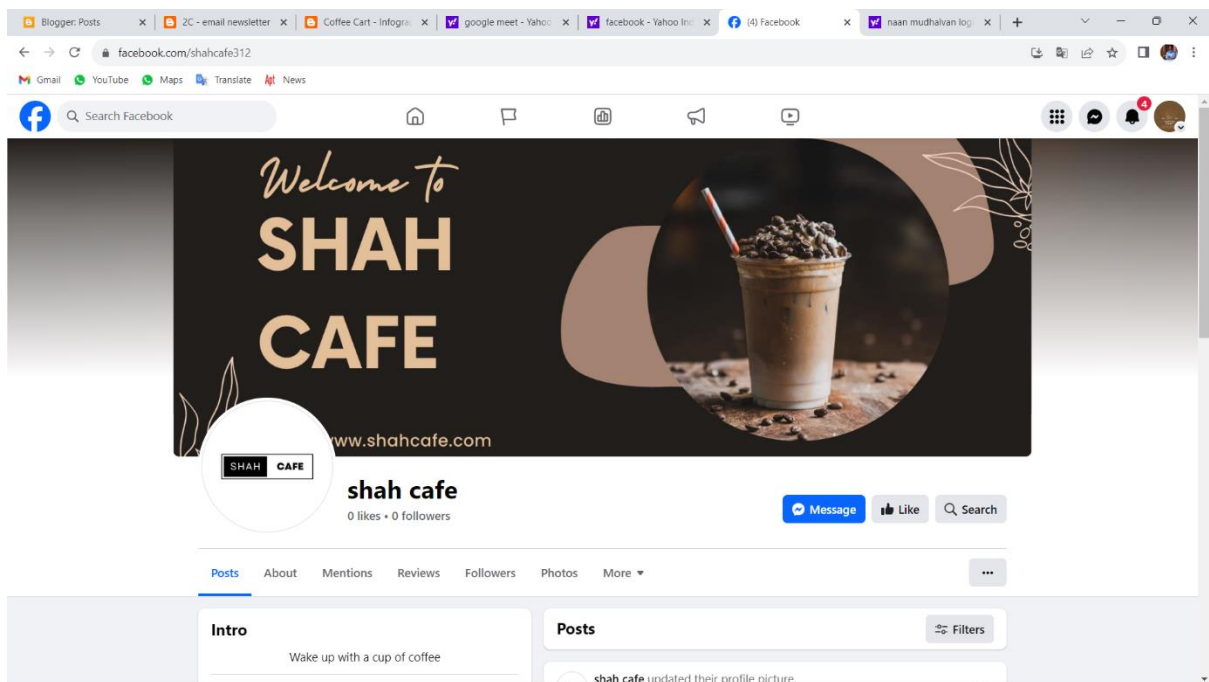 Blogger: Posts
2C - email newsletter
Coffee Cart - Infogra
google meet - Yahoo
facebook - Yahoo Ind
(4) Facebook
naan mudhalvan log
facebook.com/shahcafe312
Gmail YouTube Maps Translate News
Search Facebook
4
Welcome to
SHAH
CAFE
www.shahcafe.com
SHAH CAFE
shah cafe
0 likes • 0 followers
Message Like Search
Posts About Mentions Reviews Followers Photos More
Intro
Wake up with a cup of coffee
Posts
Filters
shah cafe updated their profile picture